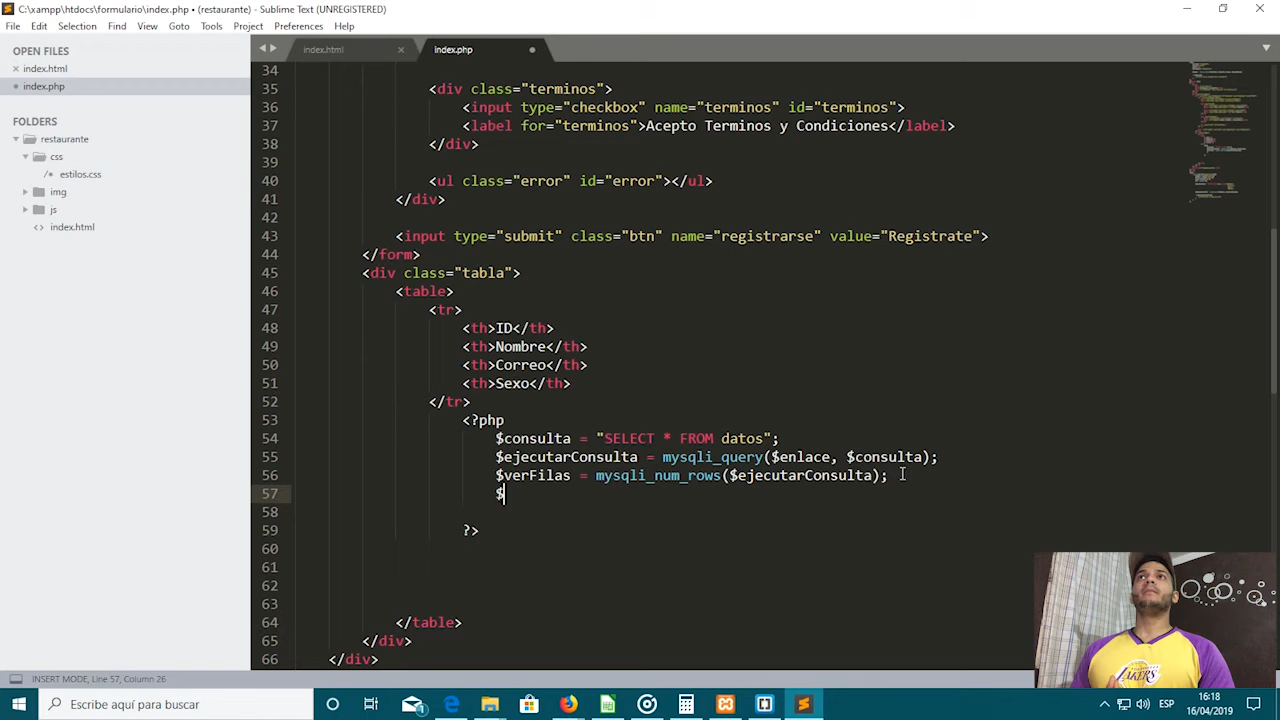 C:\xampp\htdocs\formulario\index.php • (restaurante) - Sublime Text (UNREGISTERED)
File Edit Selection Find View Goto Tools Project Preferences Help
OPEN FILES
index.html
index.php
FOLDERS
restaurante
css
estilos.css
img
js
index.html
index.html
index.php
34
35 <div class="terminos">
36 <input type="checkbox" name="terminos" id="terminos">
37 <label for="terminos">Acepto Terminos y Condiciones</label>
38 </div>
39
40 <ul class="error" id="error"></ul>
41 </div>
42
43 <input type="submit" class="btn" name="registrarse" value="Registrate">
44 </form>
45 <div class="tabla">
46 <table>
47 <tr>
48 <th>ID</th>
49 <th>Nombre</th>
50 <th>Correo</th>
51 <th>Sexo</th>
52 </tr>
53 <?php
54 $consulta = "SELECT * FROM datos";
55 $ejecutarConsulta = mysqli_query($enlace, $consulta);
56 $verFilas = mysqli_num_rows($ejecutarConsulta);
57 $
58
59 ?>
60
61
62
63
64 </table>
65 </div>
66 </div>
LAKERS
INSERT MODE, Line 57, Column 26
Escribe aquí para buscar
ESP
16:18
16/04/2019